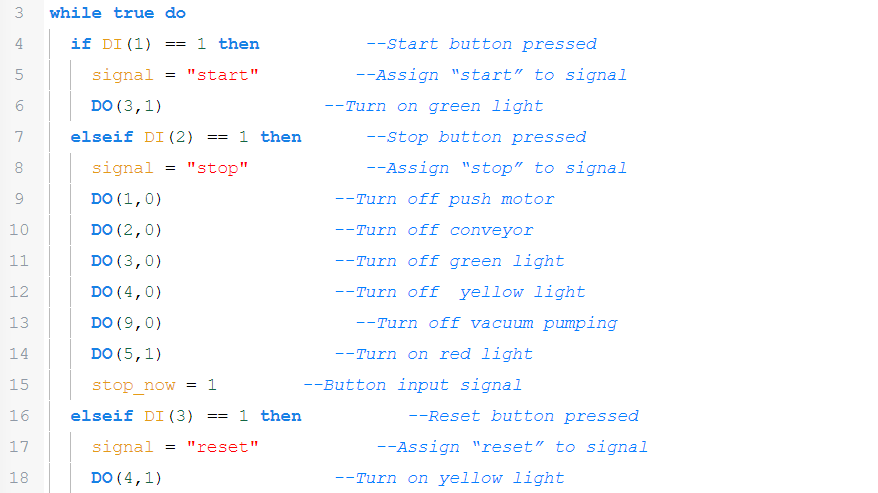 3 while true do
4 if DI(1) == 1 then --Start button pressed
5 signal = "start" --Assign “start” to signal
6 DO(3,1) --Turn on green light
7 elseif DI(2) == 1 then --Stop button pressed
8 signal = "stop" --Assign “stop” to signal
9 DO(1,0) --Turn off push motor
10 DO(2,0) --Turn off conveyor
11 DO(3,0) --Turn off green light
12 DO(4,0) --Turn off  yellow light
13 DO(9,0) --Turn off vacuum pumping
14 DO(5,1) --Turn on red light
15 stop_now = 1 --Button input signal
16 elseif DI(3) == 1 then --Reset button pressed
17 signal = "reset" --Assign “reset” to signal
18 DO(4,1) --Turn on yellow light